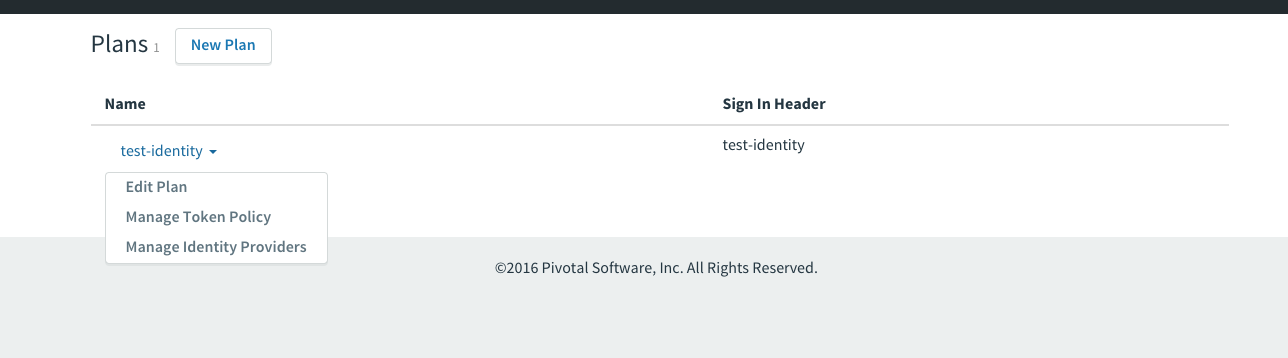 Plans 1 New Plan
Name Sign In Header
test-identity test-identity
Edit Plan
Manage Token Policy
Manage Identity Providers
©2016 Pivotal Software, Inc. All Rights Reserved.